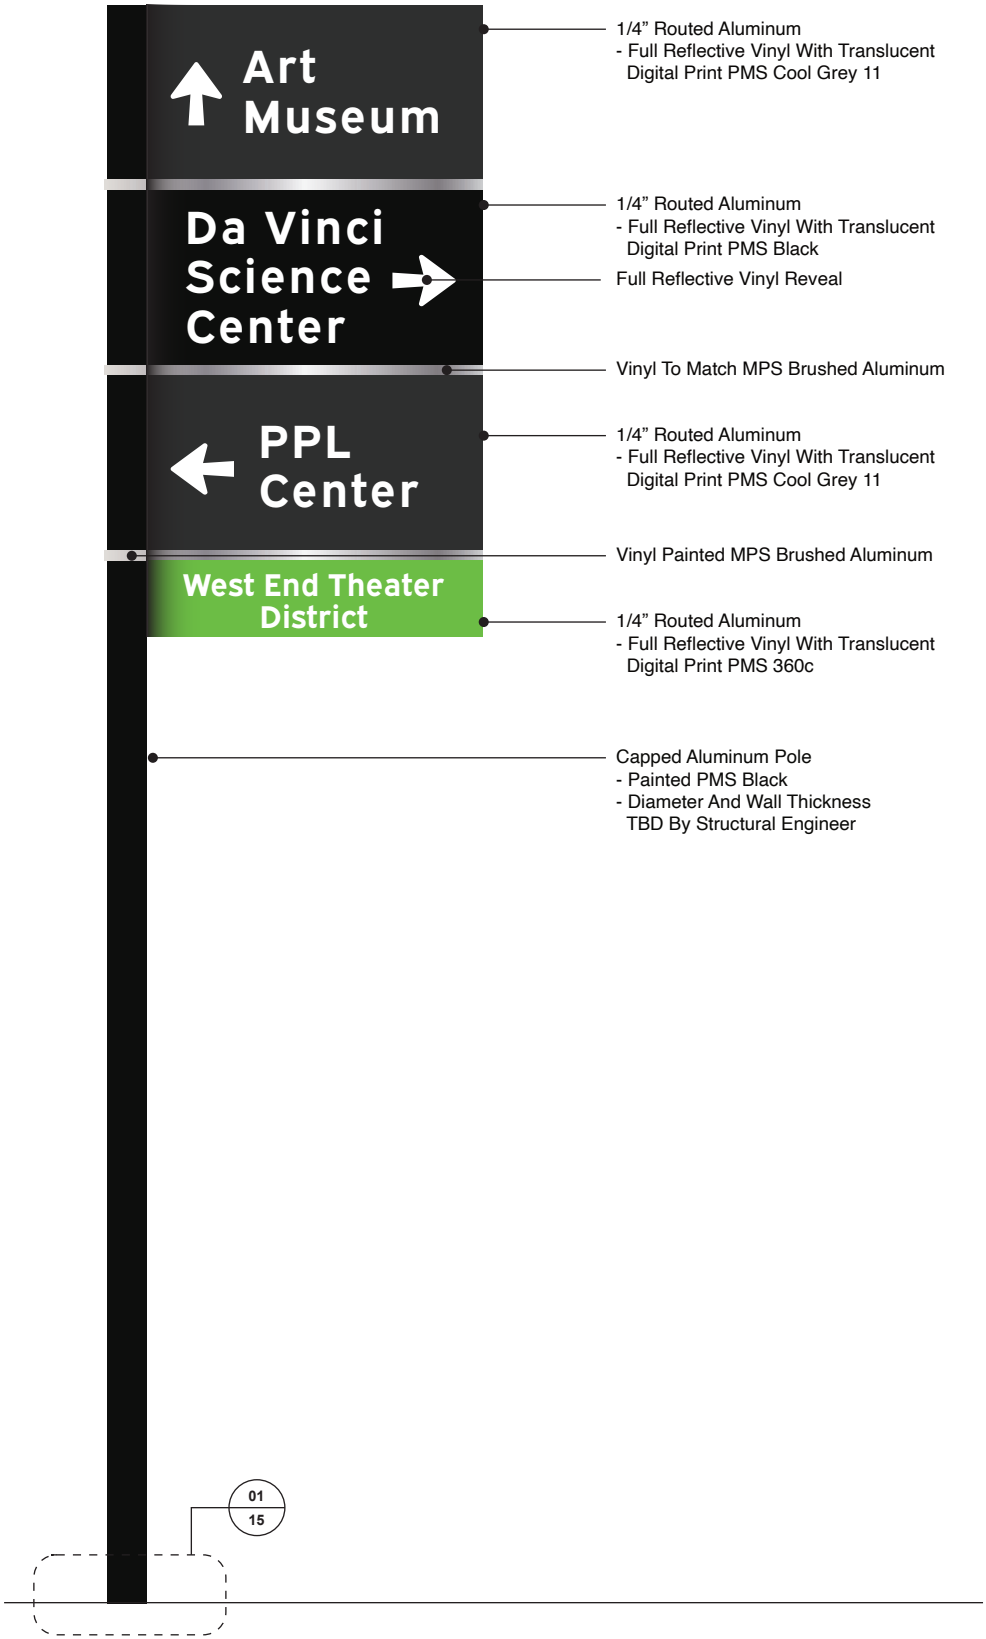 Art
Museum
Da Vinci
Science
Center
PPL
Center
West End Theater
District
1/4” Routed Aluminum
- Full Reflective Vinyl With Translucent
Digital Print PMS Cool Grey 11
1/4” Routed Aluminum
- Full Reflective Vinyl With Translucent
Digital Print PMS Black
Full Reflective Vinyl Reveal
Vinyl To Match MPS Brushed Aluminum
1/4” Routed Aluminum
- Full Reflective Vinyl With Translucent
Digital Print PMS Cool Grey 11
Vinyl Painted MPS Brushed Aluminum
1/4” Routed Aluminum
- Full Reflective Vinyl With Translucent
Digital Print PMS 360c
Capped Aluminum Pole
- Painted PMS Black
- Diameter And Wall Thickness
TBD By Structural Engineer
01
15